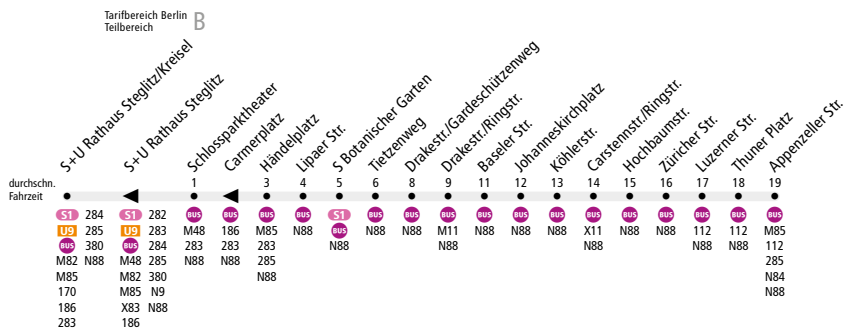 Tarifbereich Berlin
Teilbereich B
S+U Rathaus Steglitz/Kreisel
S+U Rathaus Steglitz
Schlossparktheater
Carmerplatz
Händelplatz
Lipaer Str.
S Botanischer Garten
Tietzenweg
Drakestr./Gardeschützenweg
Drakestr./Ringstr.
Baseler Str.
Johanneskirchplatz
Köhlerstr.
Carstennstr./Ringstr.
Hochbaumstr.
Züricher Str.
Luzerner Str.
Thuner Platz
Appenzeller Str.
durchschn. 1 3 4 5 6 8 9 11 12 13 14 15 16 17 18 19
Fahrzeit
S1 284 S1 282 BUS BUS BUS BUS S1 BUS BUS BUS BUS BUS BUS BUS BUS BUS BUS BUS BUS
U9 285 U9 283 M48 186 M85 N88 BUS N88 N88 M11 N88 N88 N88 X11 N88 N88 112 112 M85
BUS 380 BUS 284 283 283 283 N88 N88 N88 N88 N88 112
M82 N88 M48 285 N88 N88 285 285
M85 M82 380 N88 N84
170 M85 N9 N88
186 X83 N88
283 186